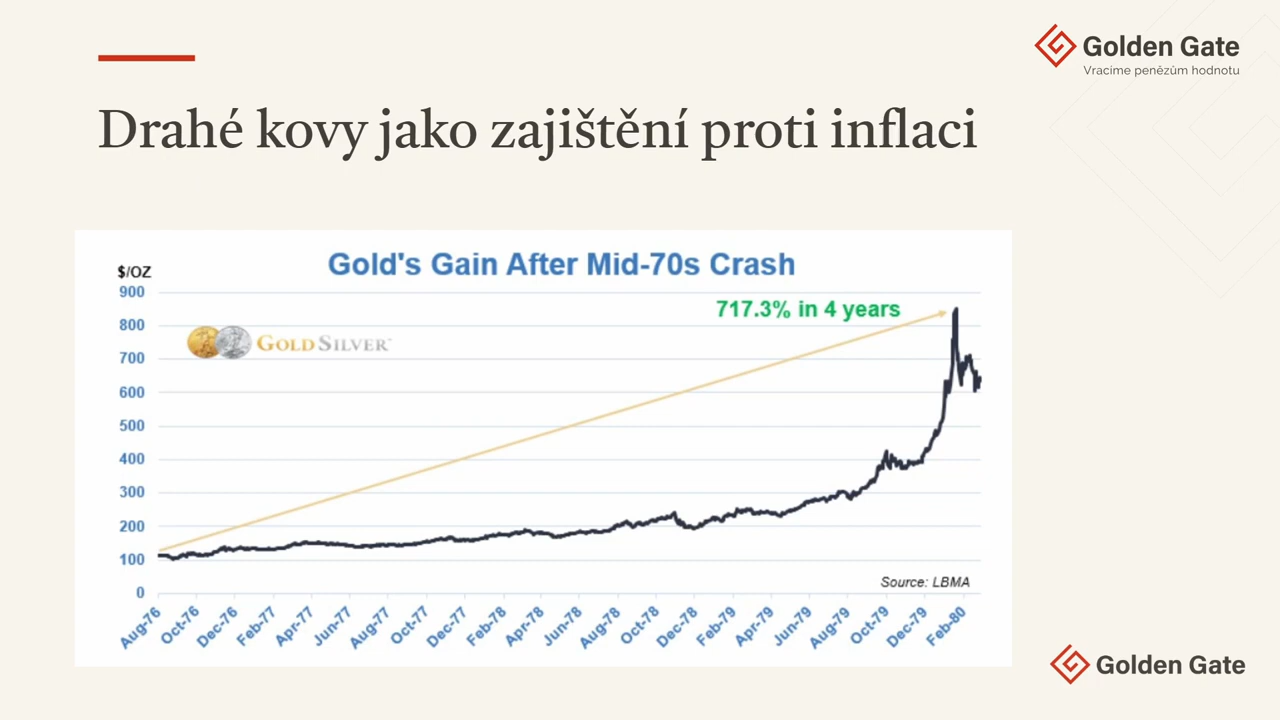 Golden Gate
Vracíme penězům hodnotu
Drahé kovy jako zajištění proti inflaci
Gold's Gain After Mid-70s Crash
$/OZ
717.3% in 4 years
GOLDSILVER™
900
800
700
600
500
400
300
200
100
0
Source: LBMA
Aug-76
Oct-76
Dec-76
Feb-77
Apr-77
Jun-77
Aug-77
Oct-77
Dec-77
Feb-78
Apr-78
Jun-78
Aug-78
Oct-78
Dec-78
Feb-79
Apr-79
Jun-79
Aug-79
Oct-79
Dec-79
Feb-80
Golden Gate